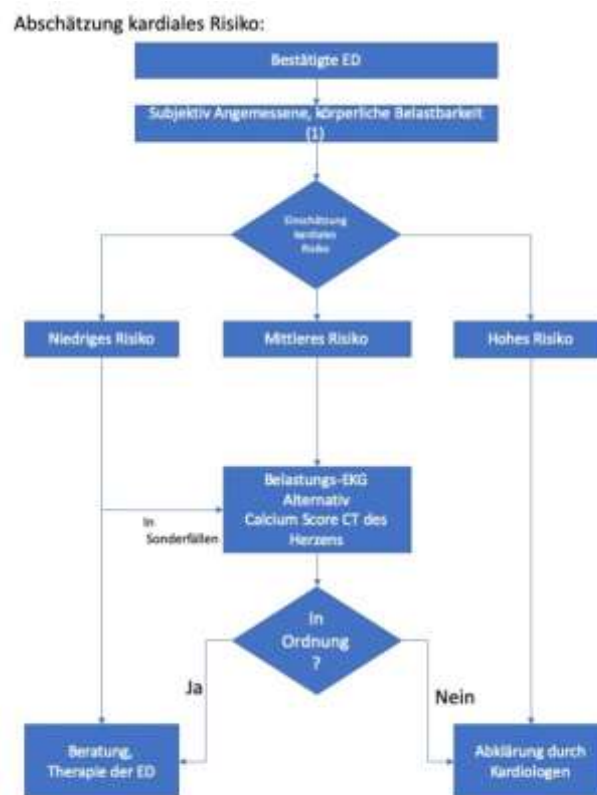 Abschätzung kardiales Risiko:
Bestätigte ED
Subjektiv Angemessene, körperliche Belastbarkeit
(1)
Einschätzung
kardiales
Risiko
Niedriges Risiko
Mittleres Risiko
Hohes Risiko
Belastungs-EKG
Alternativ
Calcium Score CT des
Herzens
In
Sonderfällen
In
Ordnung
?
Ja
Nein
Beratung,
Therapie der ED
Abklärung durch
Kardiologen